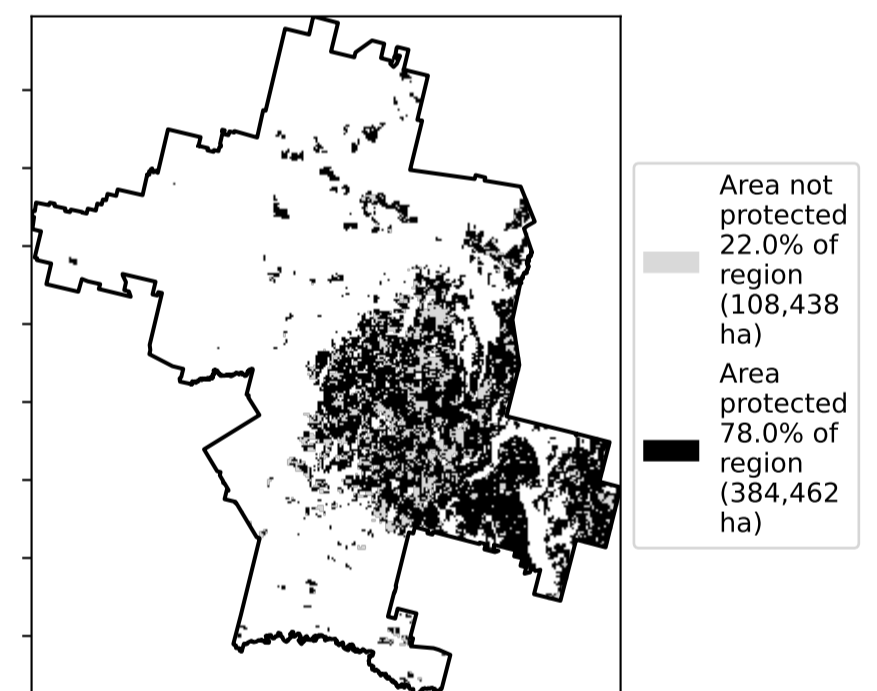 Area not
protected
22.0% of
region
(108,438
ha)
Area
protected
78.0% of
region
(384,462
ha)